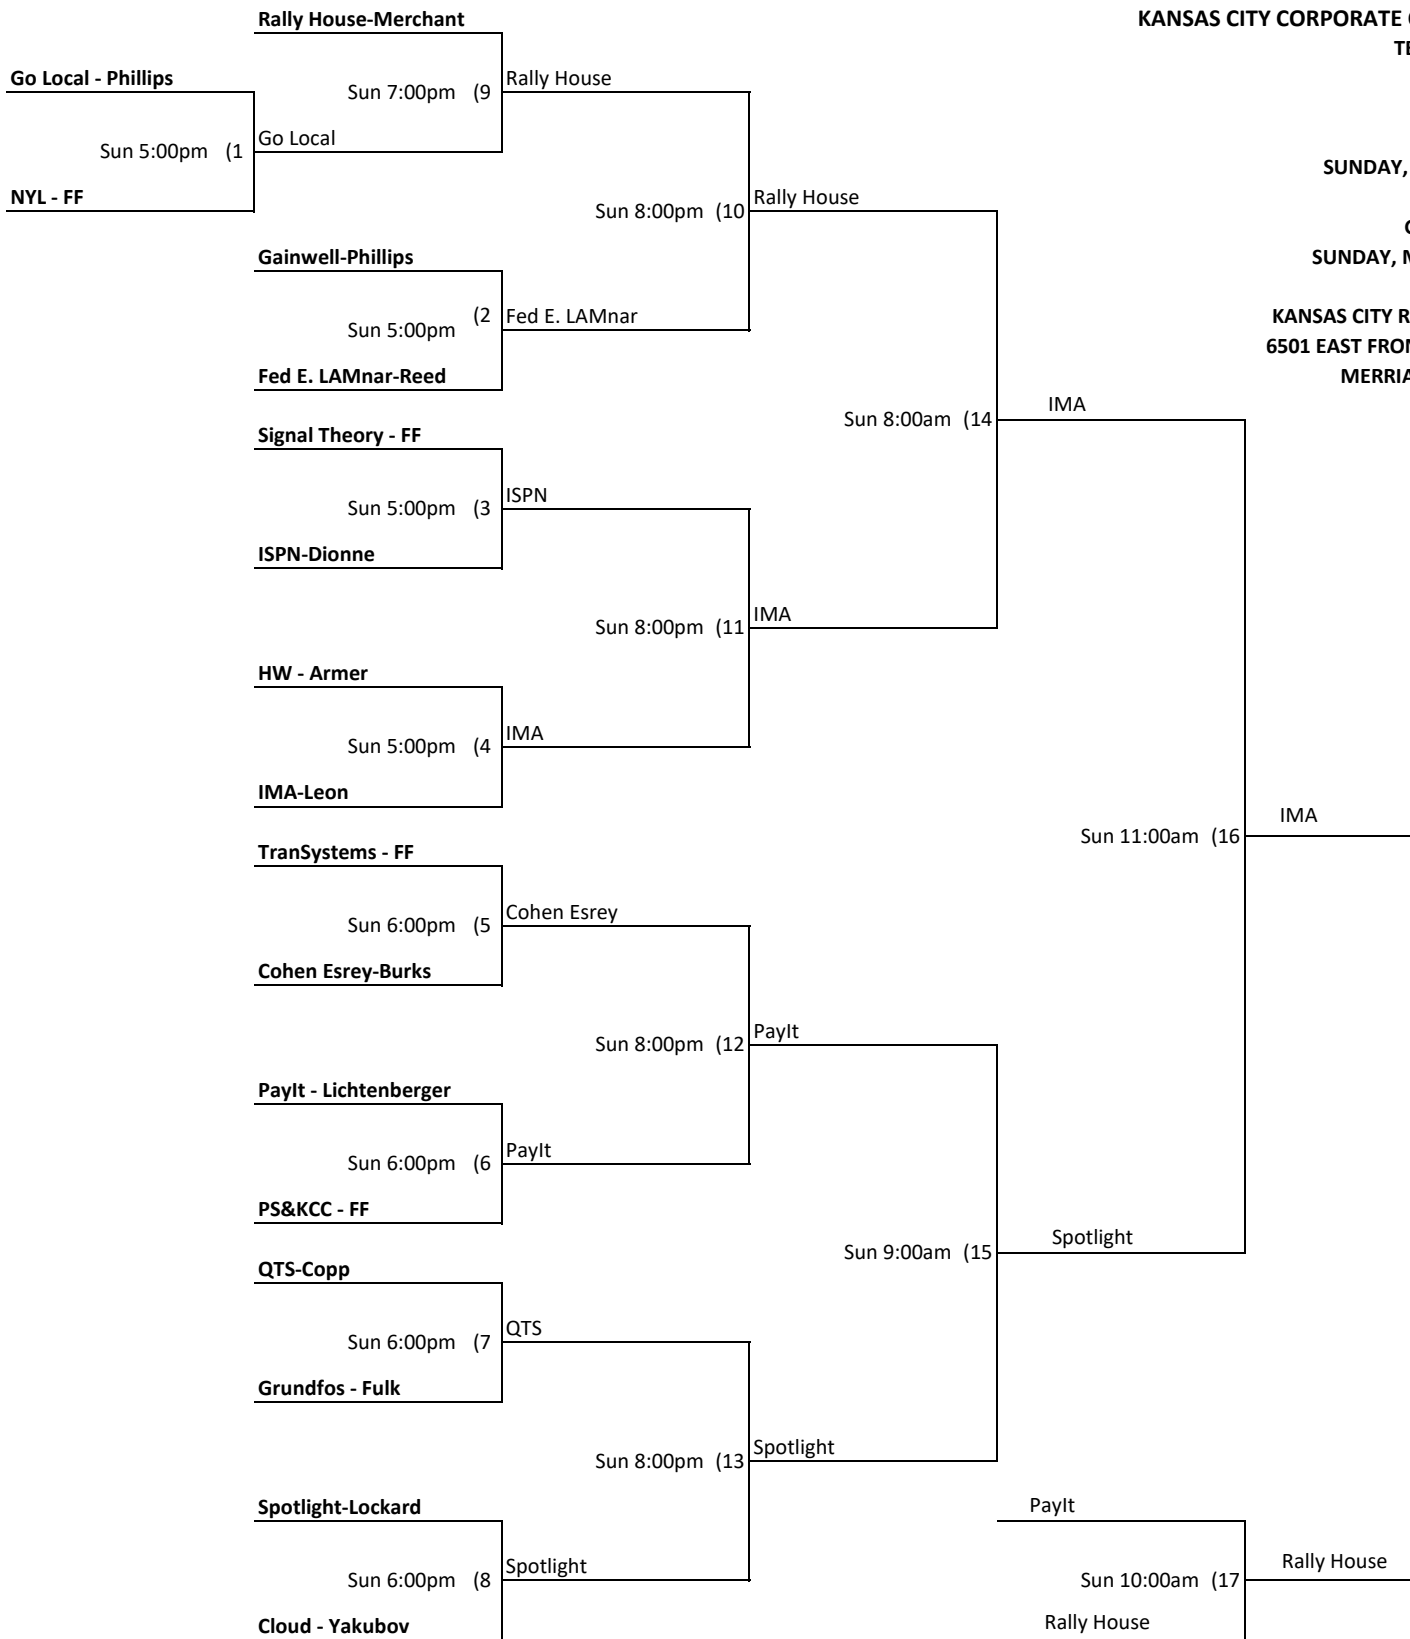 Rally House-Merchant
KANSAS CITY CORPORATE
TE
Go Local - Phillips
Rally House
Sun 7:00pm (9
Go Local
Sun 5:00pm (1
SUNDAY,
NYL - FF
Rally House
Sun 8:00pm (10
Gainwell-Phillips
SUNDAY, M
(2
Fed E. LAMnar
KANSAS CITY R
Sun 5:00pm
6501 EAST FRON
Fed E. LAMnar-Reed
MERRIA
IMA
Sun 8:00am (14
Signal Theory - FF
ISPN
Sun 5:00pm (3
ISPN-Dionne
IMA
Sun 8:00pm (11
HW - Armer
IMA
Sun 5:00pm (4
IMA-Leon
IMA
Sun 11:00am (16
TranSystems - FF
Cohen Esrey
Sun 6:00pm (5
Cohen Esrey-Burks
PayIt
Sun 8:00pm (12
PayIt - Lichtenberger
PayIt
Sun 6:00pm (6
PS&KCC - FF
Spotlight
Sun 9:00am (15
QTS-Copp
QTS
Sun 6:00pm (7
Grundfos - Fulk
Spotlight
Sun 8:00pm (13
Spotlight-Lockard
PayIt
Spotlight
Rally House
Sun 6:00pm (8
Sun 10:00am (17
Cloud - Yakubov
Rally House